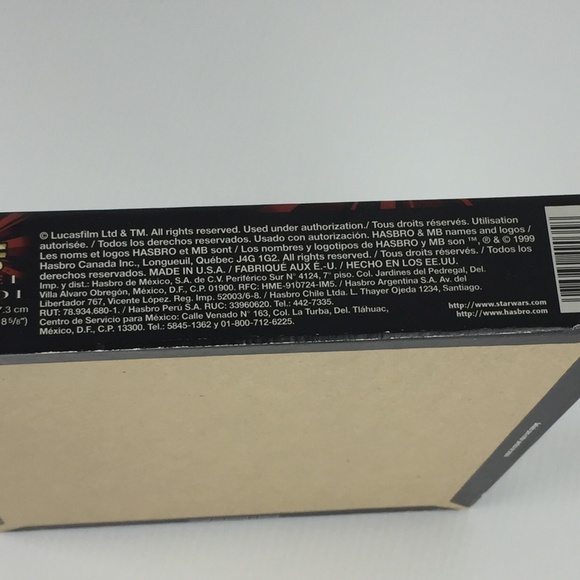 © Lucasfilm Ltd & TM. All rights reserved. Used under authorization./ Tous droits réservés. Utilisation
autorisée. / Todos los derechos reservados. Usado con autorización. HASBRO & MB names and logos /
Les noms et logos HASBRO et MB sont / Los nombres y logotipos de HASBRO y MB son ™, ® & © 1999
Hasbro Canada Inc., Longueuil, Québec J4G 1G2. All rights reserved. / Tous droits réservés. / Todos los
derechos reservados. MADE IN U.S.A. / FABRIQUÉ AUX É.-U. / HECHO EN LOS EE.UU.
Imp. y dist.: Hasbro de México, S.A. de C.V. Periférico Sur N° 4124, 7° piso. Col. Jardines del Pedregal, Del.
Villa Alvaro Obregón, México, D.F., C.P. 01900. RFC: HME-910724-IM5. / Hasbro Argentina S.A. Av. del
Libertador 767, Vicente López. Reg. Imp. 52003/6-8. / Hasbro Chile Ltd. L. Thayer Ojeda 1234, Santiago.
RUT: 78.934.680-1. / Hasbro Perú S.A. RUC: 33960620. Tel.: 442-7335.
Centro de Servicio para México: Calle Venado N° 163, Col. La Turba, Del. Tláhuac,
México, D.F., C.P. 13300. Tel.: 5845-1362 y 01-800-712-6225.
7.3 cm
8 5/8")
http://www.starwars.com
http://www.hasbro.com